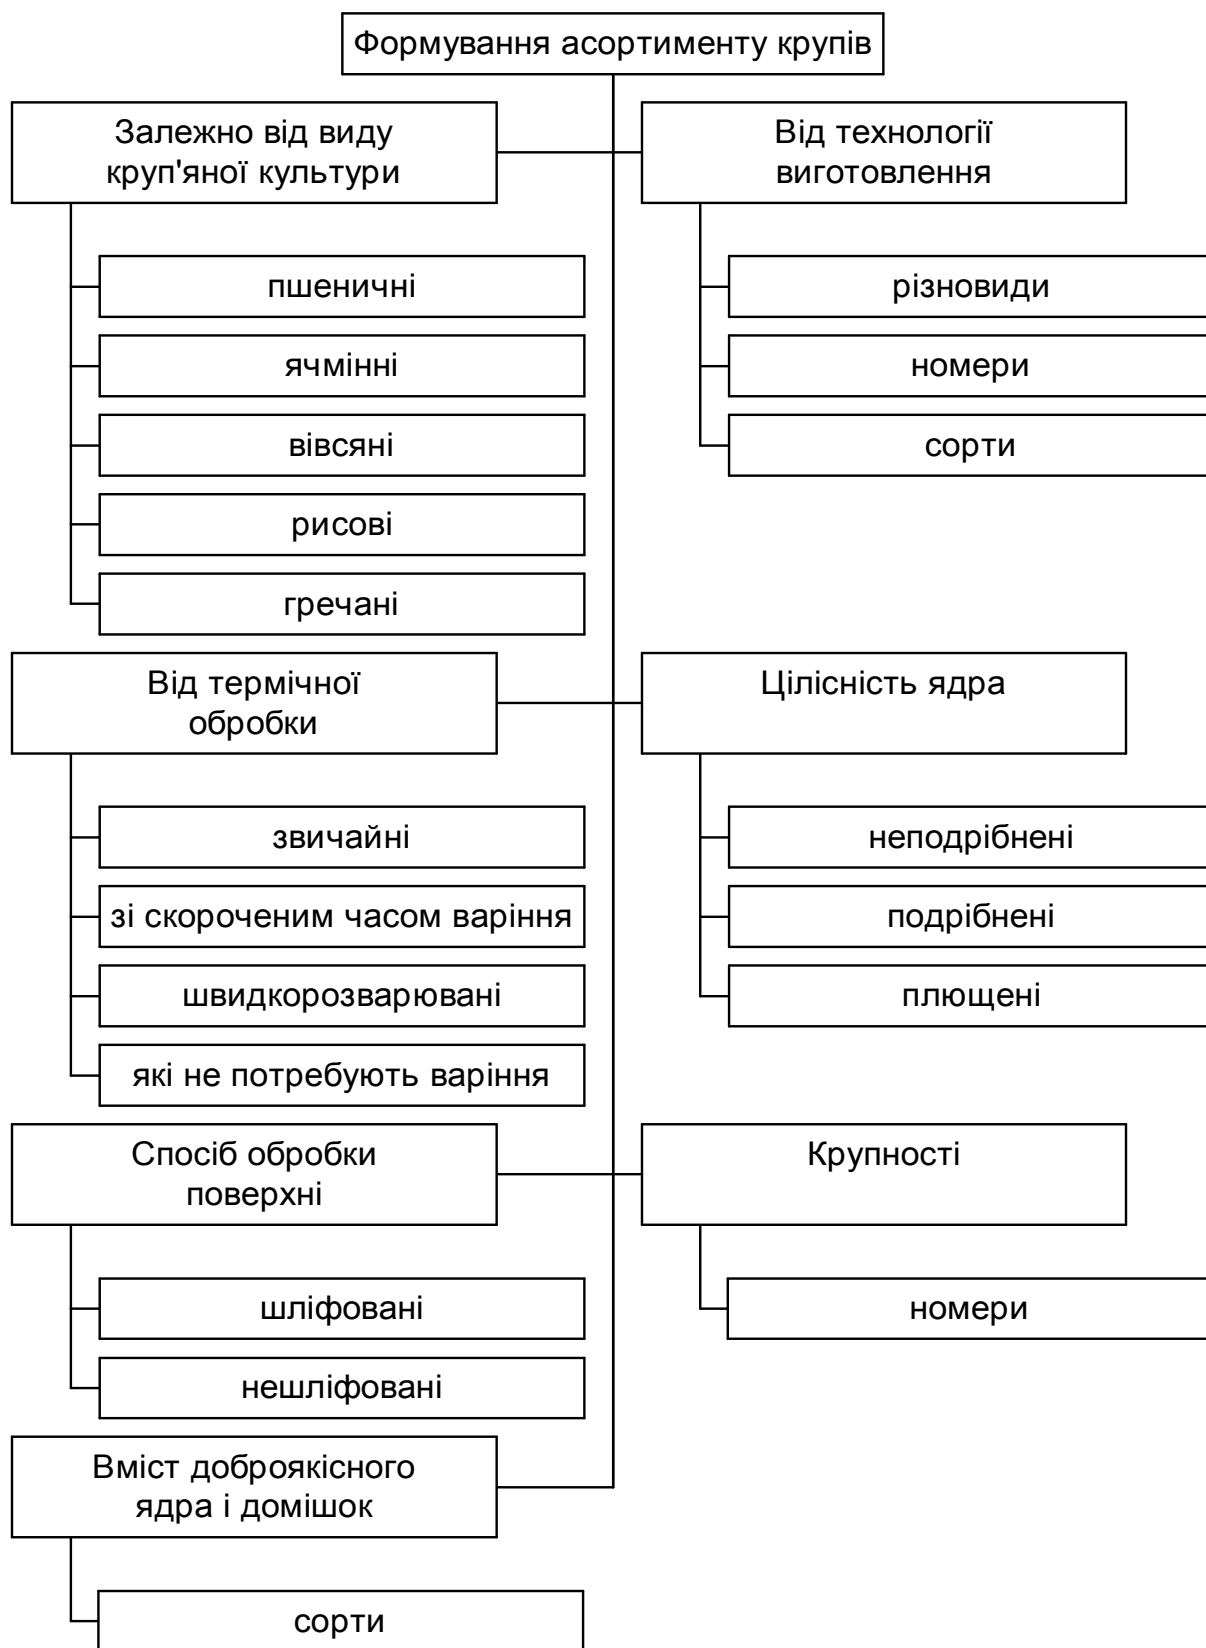 Формування асортименту крупів
Залежно від виду
круп'яної культури
пшеничні
ячмінні
вівсяні
рисові
гречані
Від технології
виготовлення
різновиди
номери
сорти
Від термічної
обробки
звичайні
зі скороченим часом варіння
швидкорозварювані
які не потребують варіння
Цілісність ядра
неподрібнені
подрібнені
плющені
Спосіб обробки
поверхні
шліфовані
нешліфовані
Крупності
номери
Вміст доброякісного
ядра і домішок
сорти